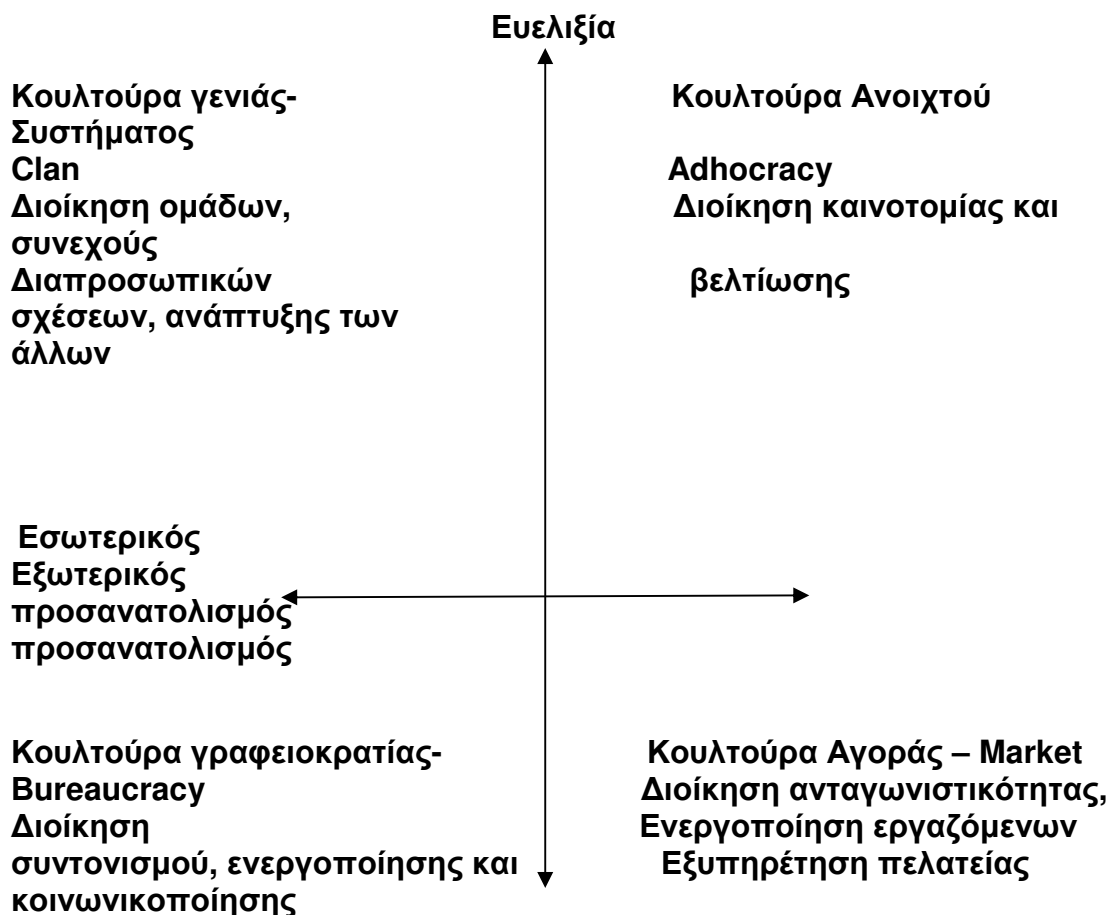 Ευελιξία
Κουλτούρα γενιάς-
Συστήματος
Clan
Διοίκηση ομάδων,
συνεχούς
Διαπροσωπικών
σχέσεων, ανάπτυξης των
άλλων
Κουλτούρα Ανοιχτού
Adhocracy
Διοίκηση καινοτομίας και
βελτίωσης
Εσωτερικός
Εξωτερικός
προσανατολισμός
προσανατολισμός
Κουλτούρα γραφειοκρατίας-
Bureaucracy
Διοίκηση
συντονισμού, ενεργοποίησης και
κοινωνικοποίησης
Κουλτούρα Αγοράς – Market
Διοίκηση ανταγωνιστικότητας,
Ενεργοποίηση εργαζόμενων
Εξυπηρέτηση πελατείας